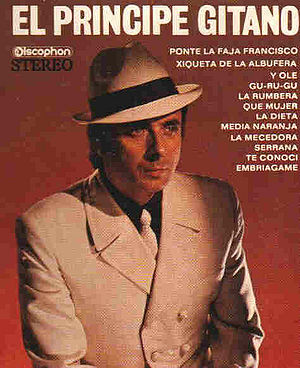 EL PRINCIPE GITANO
Discophon
STEREO
PONTE LA FAJA FRANCISCO
XIQUETA DE LA ALBUFERA
Y OLE
GU-RU-GU
LA RUMBERA
QUE MUJER
LA DIETA
MEDIA NARANJA
LA MECEDORA
SERRANA
TE CONOCI
EMBRIAGAME